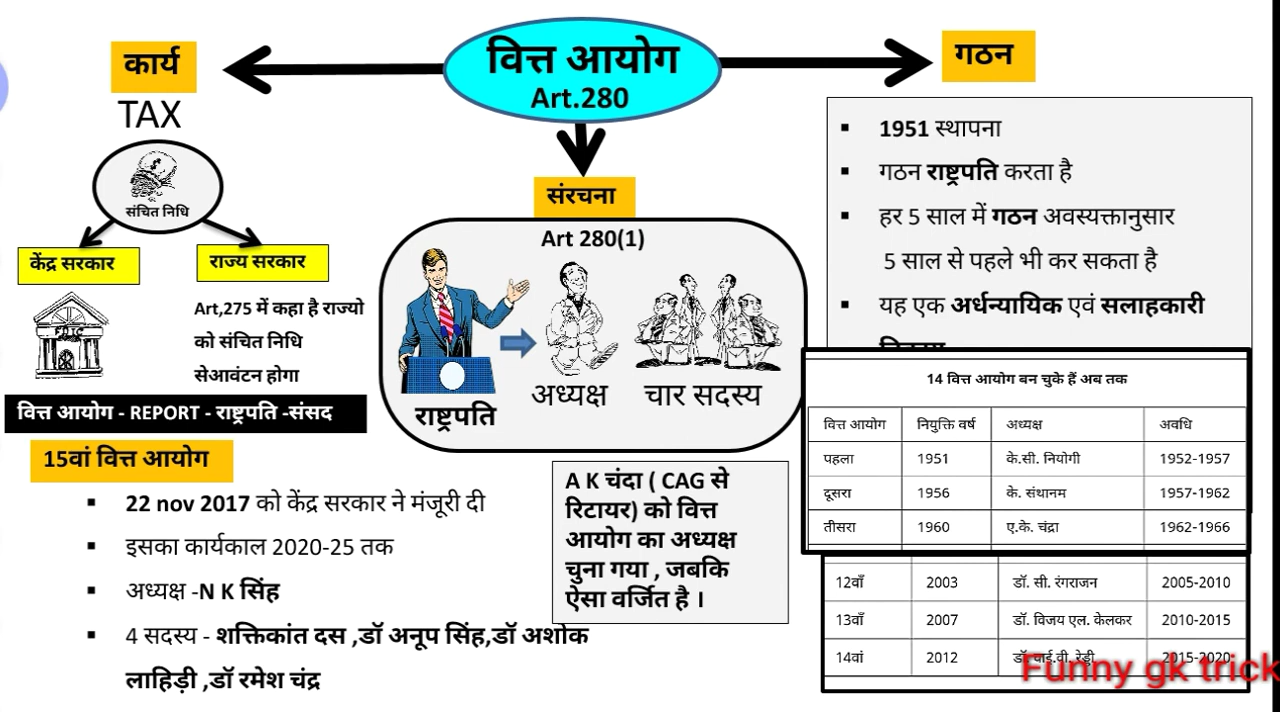 वित्त आयोग
Art.280
कार्य
TAX
संचित निधि
केंद्र सरकार
राज्य सरकार
FDIC
Art,275 में कहा है राज्यो
को संचित निधि
सेआवंटन होगा
वित्त आयोग - REPORT - राष्ट्रपति -संसद
संरचना
Art 280(1)
राष्ट्रपति
अध्यक्ष
चार सदस्य
गठन
▪ 1951 स्थापना
▪ गठन राष्ट्रपति करता है
▪ हर 5 साल में गठन अवस्यक्तानुसार
5 साल से पहले भी कर सकता है
▪ यह एक अर्धन्यायिक एवं सलाहकारी
15वां वित्त आयोग
▪ 22 nov 2017 को केंद्र सरकार ने मंजूरी दी
▪ इसका कार्यकाल 2020-25 तक
▪ अध्यक्ष -N K सिंह
▪ 4 सदस्य - शक्तिकांत दस ,डॉ अनूप सिंह,डॉ अशोक
लाहिड़ी ,डॉ रमेश चंद्र
A K चंदा ( CAG से
रिटायर) को वित्त
आयोग का अध्यक्ष
चुना गया , जबकि
ऐसा वर्जित है ।
14 वित्त आयोग बन चुके हैं अब तक
वित्त आयोग नियुक्ति वर्ष अध्यक्ष अवधि
पहला 1951 के.सी. नियोगी 1952-1957
दूसरा 1956 के. संथानम 1957-1962
तीसरा 1960 ए.के. चंद्रा 1962-1966
12वाँ 2003 डॉ. सी. रंगराजन 2005-2010
13वाँ 2007 डॉ. विजय एल. केलकर 2010-2015
14वां 2012 डॉ. वाई.वी. रेड्डी 2015-2020
Funny gk trick